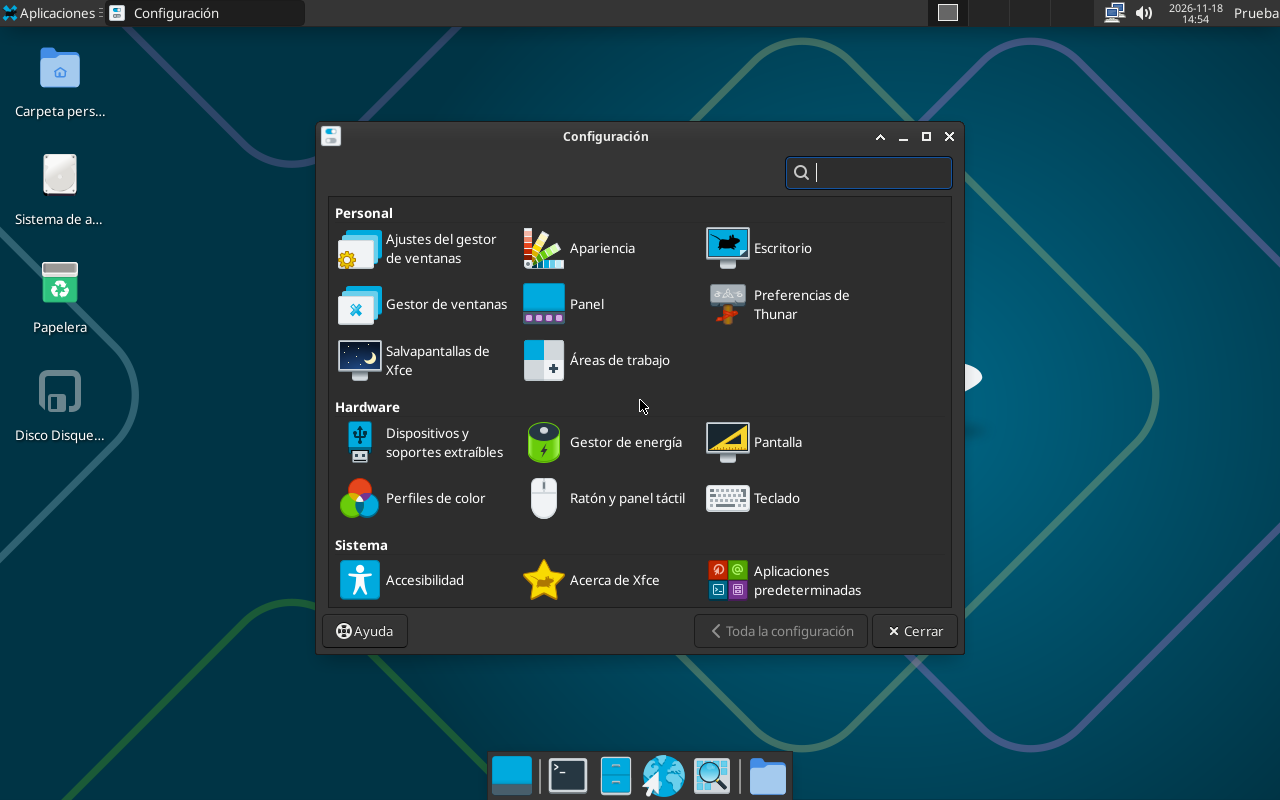 Aplicaciones
Configuración
2026-11-18
14:54
Prueba
Carpeta pers...
Sistema de a...
Papelera
Disco Disque...
Configuración
Personal
Ajustes del gestor
de ventanas
Apariencia
Escritorio
Gestor de ventanas
Panel
Preferencias de
Thunar
Salvapantallas de
Xfce
Áreas de trabajo
Hardware
Dispositivos y
soportes extraíbles
Gestor de energía
Pantalla
Perfiles de color
Ratón y panel táctil
Teclado
Sistema
Accesibilidad
Acerca de Xfce
Aplicaciones
predeterminadas
Ayuda
Toda la configuración
Cerrar